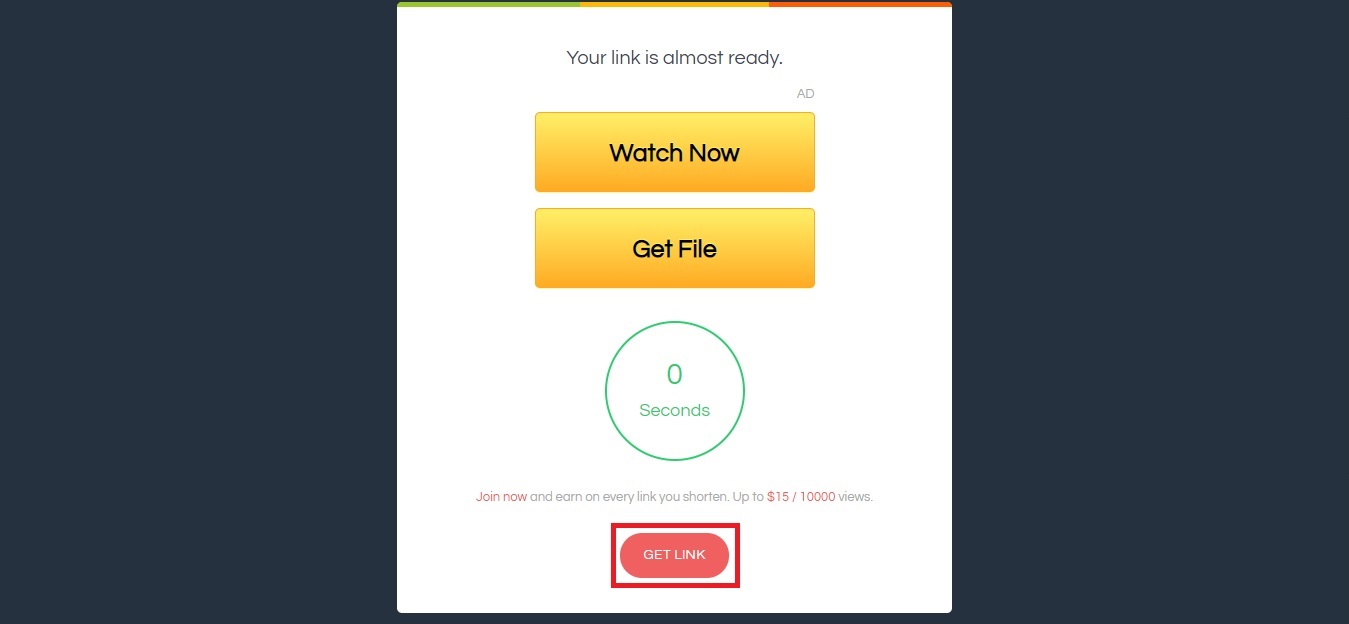 Your link is almost ready.
AD
Watch Now
Get File
0
Seconds
Join now and earn on every link you shorten. Up to $15 / 10000 views.
GET LINK